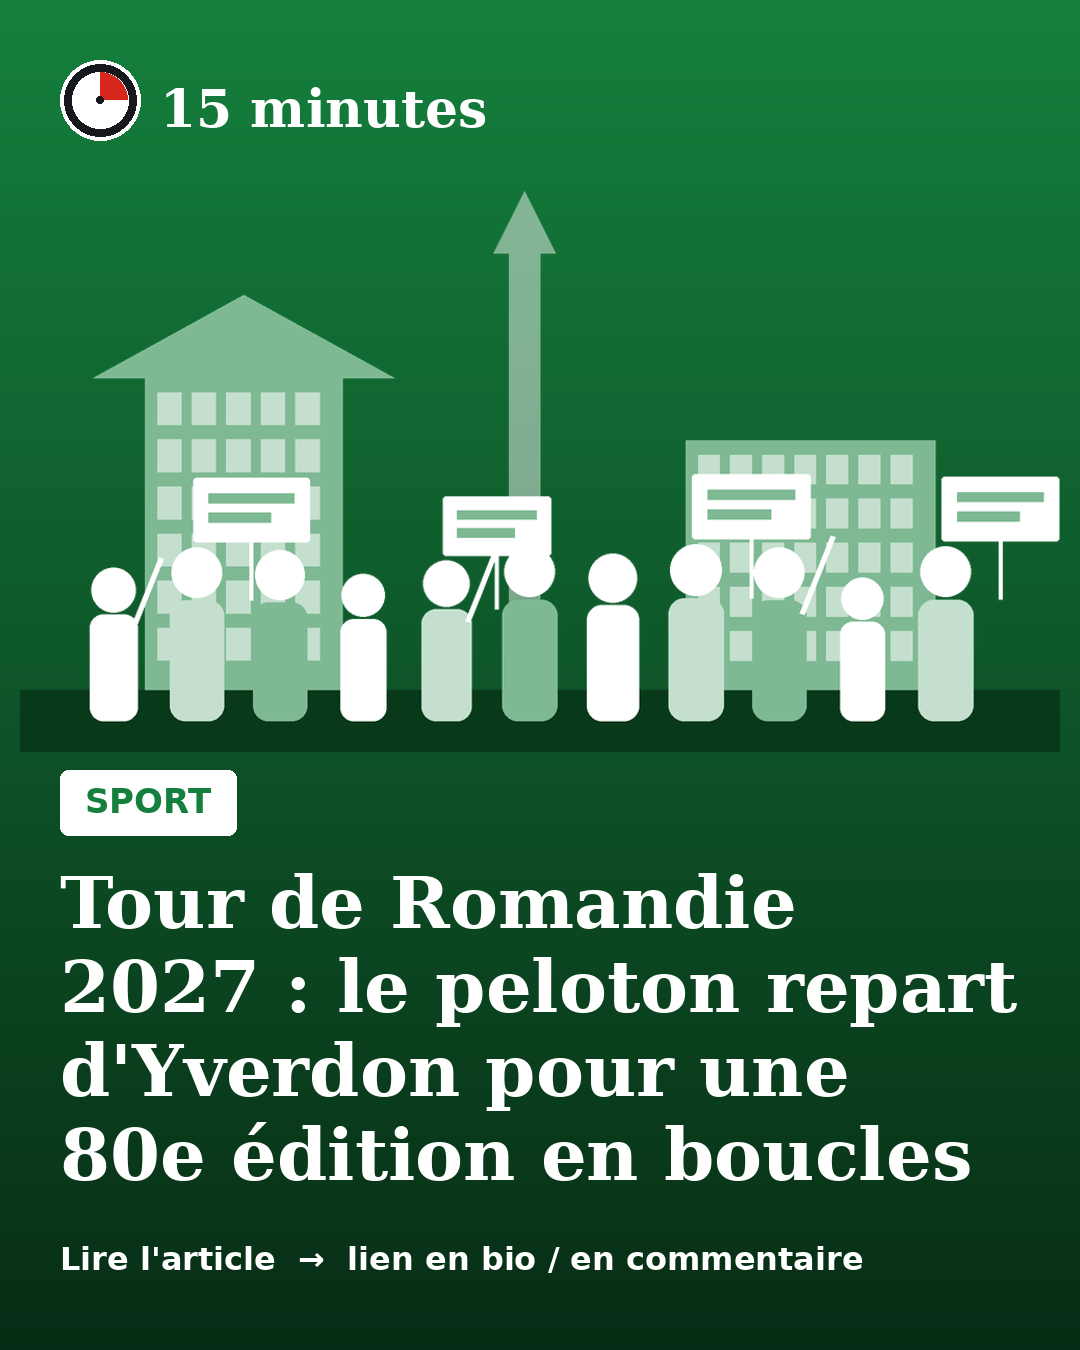 15 minutes
SPORT
Tour de Romandie
2027 : le peloton repart
d'Yverdon pour une
80e édition en boucles
Lire l'article → lien en bio / en commentaire